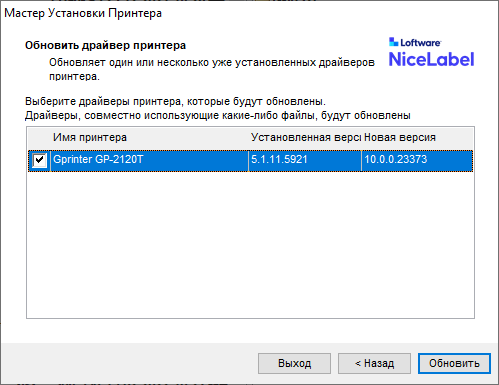 Мастер Установки Принтера
Обновить драйвер принтера
Обновляет один или несколько уже установленных драйверов
принтера.
Loftware
NiceLabel
Выберите драйверы принтера, которые будут обновлены.
Драйверы, совместно использующие какие-либо файлы, будут обновлены
Имя принтера Установленная верси Новая версия
Gprinter GP-2120T 5.1.11.5921 10.0.0.23373
Выход < Назад Обновить